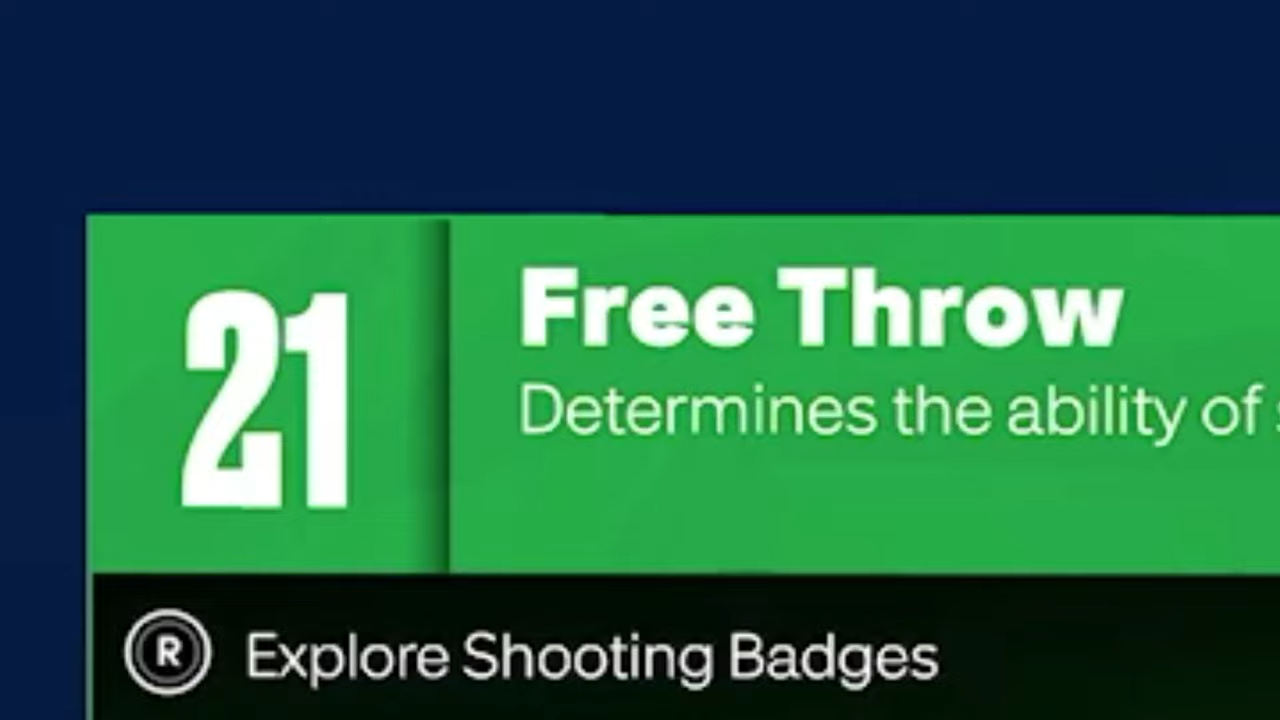 21
Free Throw
Determines the ability of
R Explore Shooting Badges